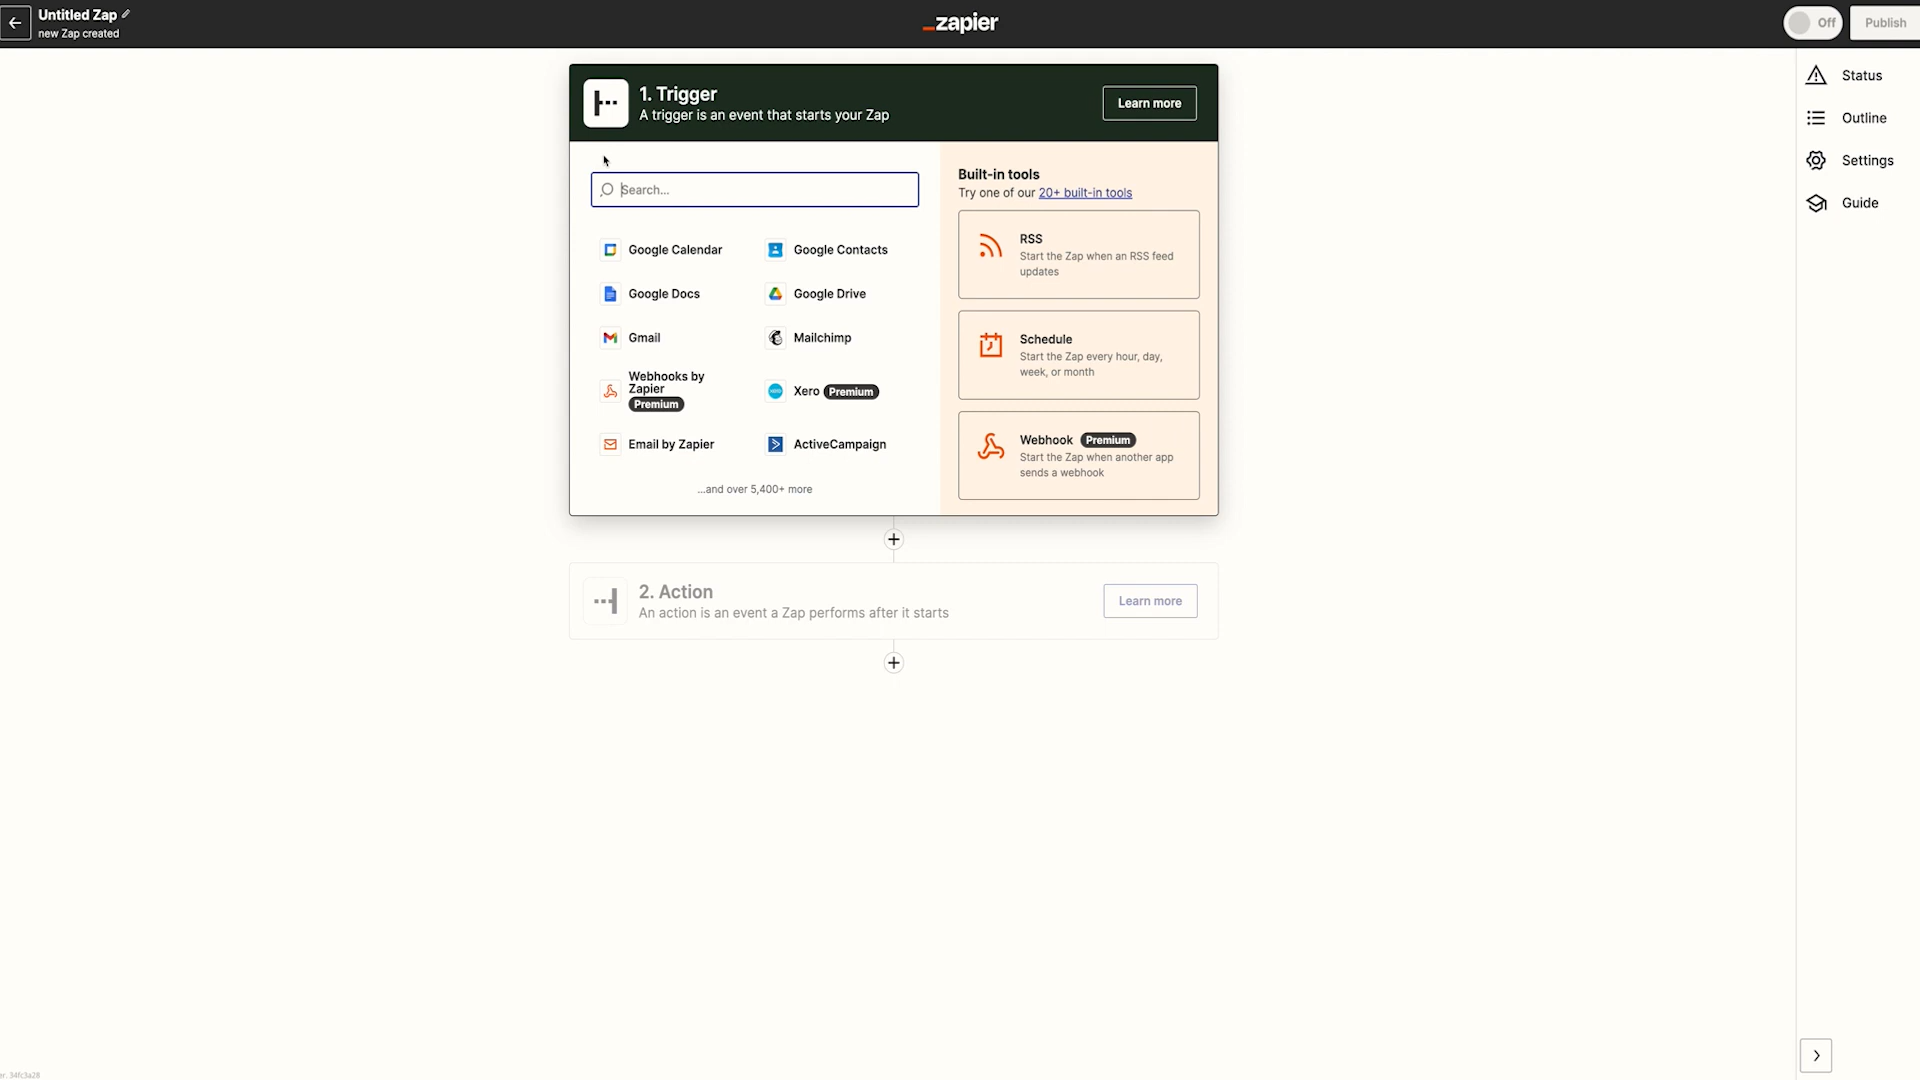 Untitled Zap
new Zap created
zapier
Off
Publish
1. Trigger
A trigger is an event that starts your Zap
Learn more
Search...
Google Calendar
Google Contacts
Google Docs
Google Drive
Gmail
Mailchimp
Webhooks by
Zapier
Premium
Xero Premium
Email by Zapier
ActiveCampaign
...and over 5,400+ more
Built-in tools
Try one of our 20+ built-in tools
RSS
Start the Zap when an RSS feed
updates
Schedule
Start the Zap every hour, day,
week, or month
Webhook Premium
Start the Zap when another app
sends a webhook
2. Action
An action is an event a Zap performs after it starts
Learn more
Status
Outline
Settings
Guide
er. 34fc3a28